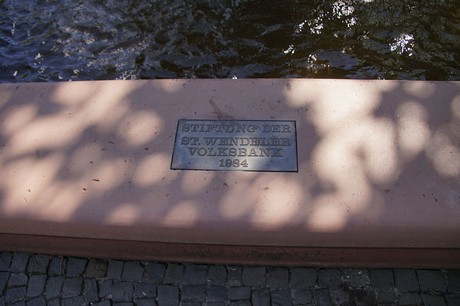 STIFTUNG DER
ST. WENDELER
VOLKSBANK
1984